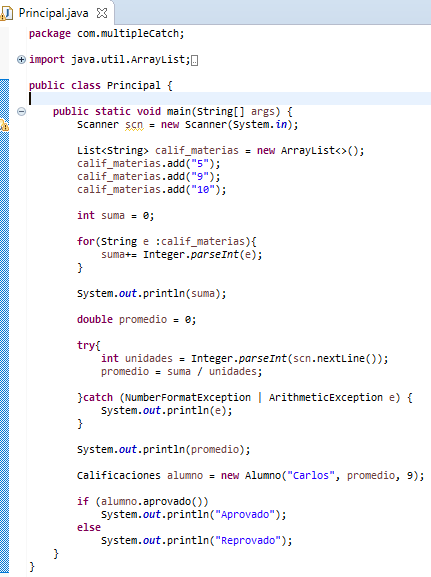 Principal.java
package com.multipleCatch;
import java.util.ArrayList;
public class Principal {
public static void main(String[] args) {
Scanner scn = new Scanner(System.in);
List<String> calif_materias = new ArrayList<>();
calif_materias.add("5");
calif_materias.add("9");
calif_materias.add("10");
int suma = 0;
for(String e :calif_materias){
suma+= Integer.parseInt(e);
}
System.out.println(suma);
double promedio = 0;
try{
int unidades = Integer.parseInt(scn.nextLine());
promedio = suma / unidades;
}catch (NumberFormatException | ArithmeticException e) {
System.out.println(e);
}
System.out.println(promedio);
Calificaciones alumno = new Alumno("Carlos", promedio, 9);
if (alumno.aprovado())
System.out.println("Aprovado");
else
System.out.println("Reprovado");
}
}